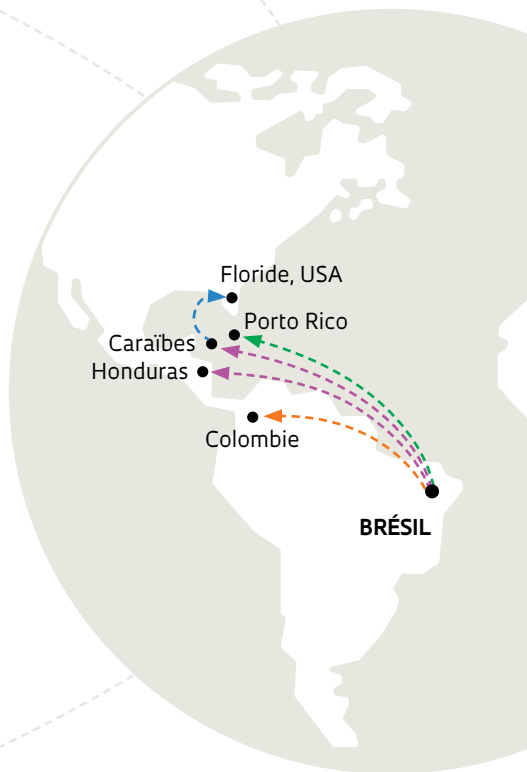 Floride, USA
Porto Rico
Caraïbes
Honduras
Colombie
BRÉSIL